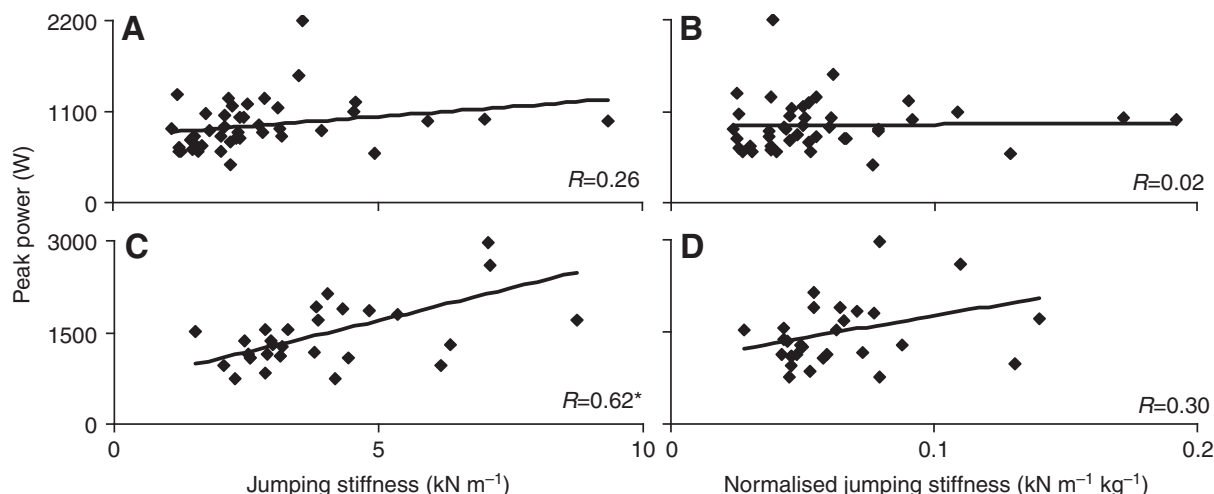 A
B
2200
1100
0
R=0.26
R=0.02
Peak power (W)
C
D
3000
1500
0
R=0.62*
R=0.30
0 5 10 0 0.1 0.2
Jumping stiffness (kN m⁻¹) Normalised jumping stiffness (kN m⁻¹ kg⁻¹)